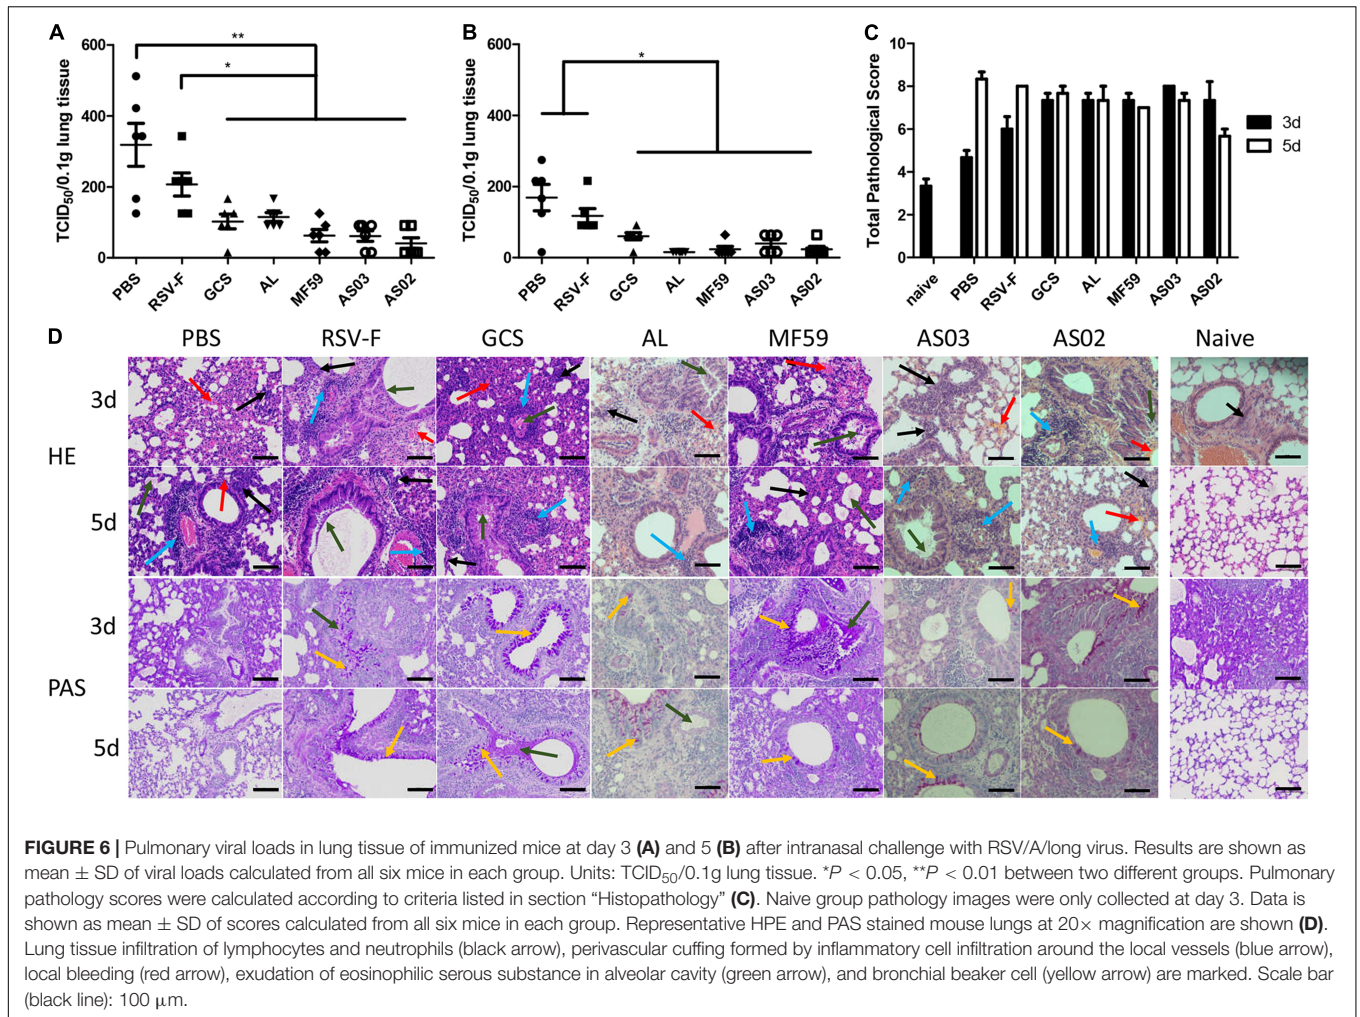 A
600
400
200
0
TCID50/0.1g lung tissue
**
*
PBS
RSV-F
GCS
AL
MF59
AS03
AS02
B
600
400
200
0
TCID50/0.1g lung tissue
*
PBS
RSV-F
GCS
AL
MF59
AS03
AS02
C
10
8
6
4
2
0
Total Pathological Score
3d
5d
naive
PBS
RSV-F
GCS
AL
MF59
AS03
AS02
D
PBS RSV-F GCS AL MF59 AS03 AS02 Naive
3d
HE
5d
3d
PAS
5d
FIGURE 6 | Pulmonary viral loads in lung tissue of immunized mice at day 3 (A) and 5 (B) after intranasal challenge with RSV/A/long virus. Results are shown as
mean ± SD of viral loads calculated from all six mice in each group. Units: TCID50/0.1g lung tissue. *P < 0.05, **P < 0.01 between two different groups. Pulmonary
pathology scores were calculated according to criteria listed in section “Histopathology” (C). Naive group pathology images were only collected at day 3. Data is
shown as mean ± SD of scores calculated from all six mice in each group. Representative HPE and PAS stained mouse lungs at 20× magnification are shown (D).
Lung tissue infiltration of lymphocytes and neutrophils (black arrow), perivascular cuffing formed by inflammatory cell infiltration around the local vessels (blue arrow),
local bleeding (red arrow), exudation of eosinophilic serous substance in alveolar cavity (green arrow), and bronchial beaker cell (yellow arrow) are marked. Scale bar
(black line): 100 μm.